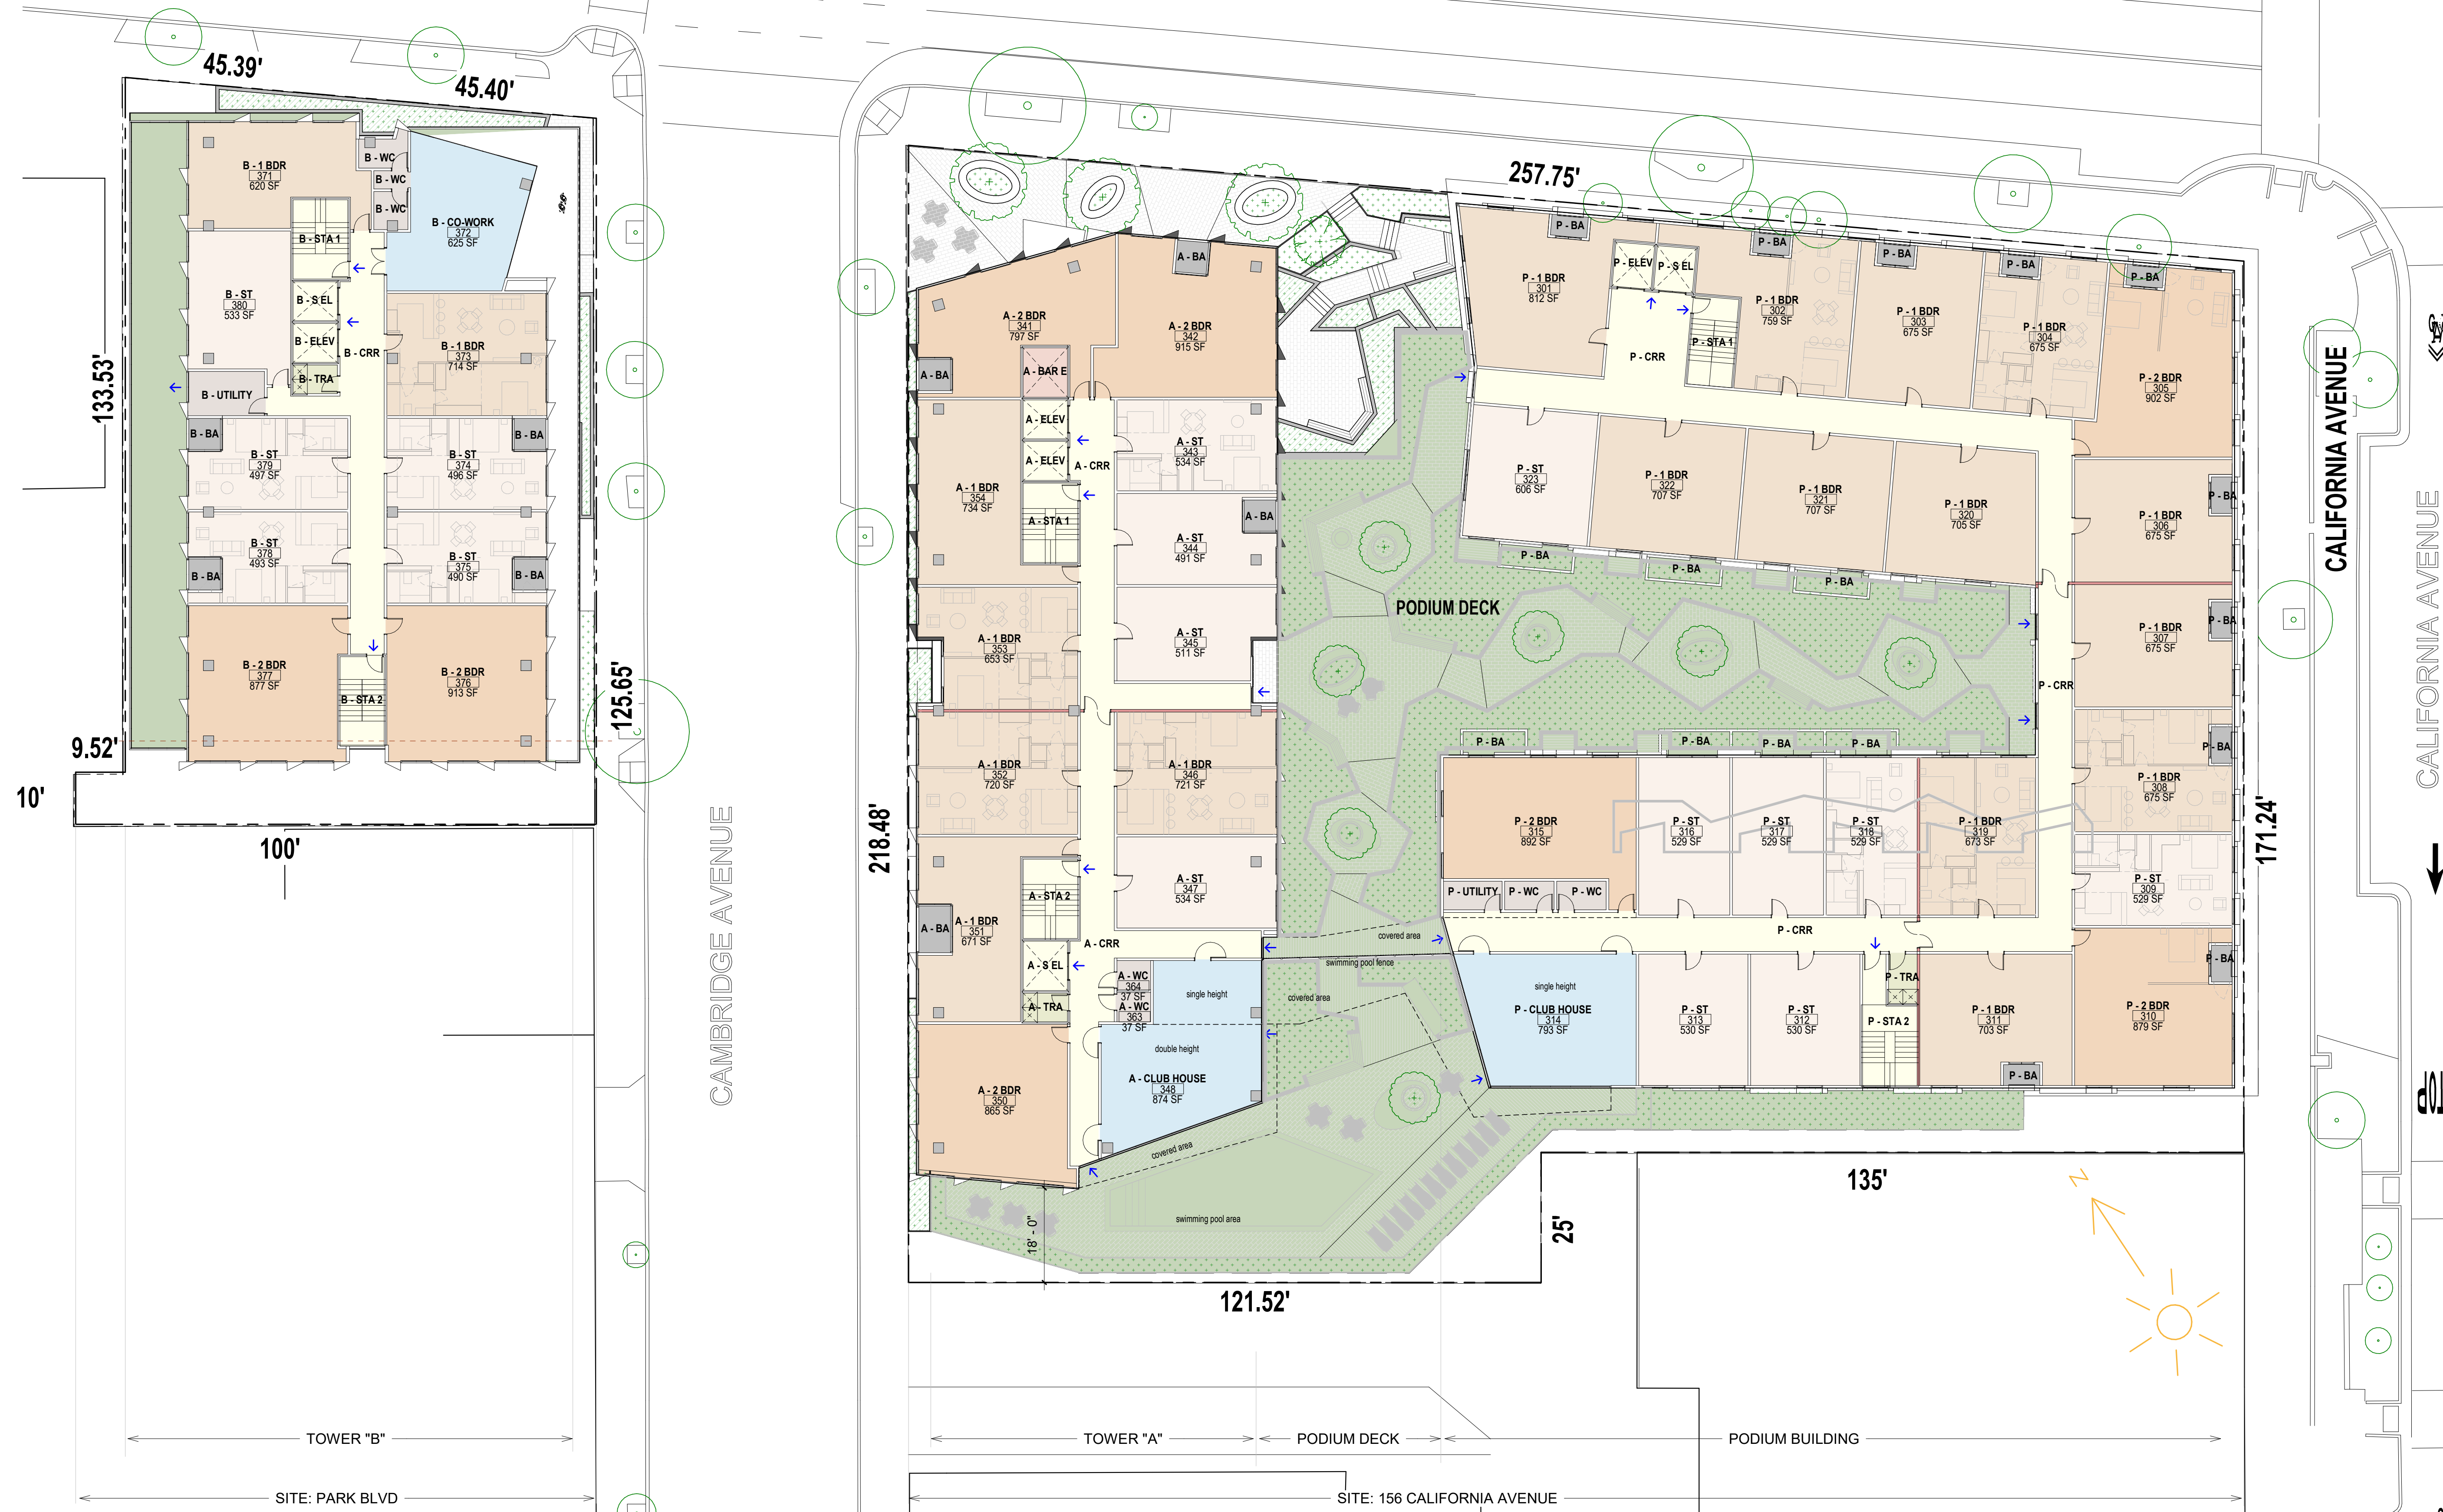 45.39'
45.40'
133.53'
9.52'
10'
100'
125.65'
B - 1 BDR
371
620 SF
B - WC
B - WC
B - WC
B - CO-WORK
372
625 SF
B - STA 1
B - ST
380
533 SF
B - S EL
B - ELEV
B - CRR
B - 1 BDR
373
714 SF
B - TRA
B - UTILITY
B - BA
B - ST
379
497 SF
B - ST
374
496 SF
B - BA
B - ST
378
493 SF
B - BA
B - ST
375
490 SF
B - BA
B - 2 BDR
377
877 SF
B - 2 BDR
376
913 SF
B - STA 2
CAMBRIDGE AVENUE
218.48'
257.75'
A - 2 BDR
341
797 SF
A - 2 BDR
342
915 SF
A - BA
A - BA
A - BAR E
A - ELEV
A - ELEV
A - CRR
A - ST
343
534 SF
A - 1 BDR
354
734 SF
A - STA 1
A - BA
A - ST
344
491 SF
A - ST
345
511 SF
A - 1 BDR
353
653 SF
A - 1 BDR
352
720 SF
A - 1 BDR
346
721 SF
A - ST
347
534 SF
A - STA 2
A - 1 BDR
351
671 SF
A - BA
A - CRR
A - S EL
A - TRA
A - WC
364
37 SF
A - WC
363
37 SF
single height
double height
A - CLUB HOUSE
348
874 SF
A - 2 BDR
350
865 SF
18' - 0"
covered area
covered area
covered area
swimming pool fence
swimming pool area
PODIUM DECK
P - BA
P - 1 BDR
301
812 SF
P - ELEV
P - S EL
P - BA
P - 1 BDR
302
759 SF
P - STA 1
P - CRR
P - BA
P - 1 BDR
303
675 SF
P - BA
P - 1 BDR
304
675 SF
P - BA
P - 2 BDR
305
902 SF
P - ST
323
606 SF
P - 1 BDR
322
707 SF
P - 1 BDR
321
707 SF
P - 1 BDR
320
705 SF
P - 1 BDR
306
675 SF
P - BA
P - BA
P - BA
P - BA
P - 1 BDR
307
675 SF
P - BA
P - CRR
P - 1 BDR
308
675 SF
P - BA
P - BA
P - BA
P - BA
P - BA
P - 2 BDR
315
892 SF
P - UTILITY
P - WC
P - WC
P - ST
316
529 SF
P - ST
317
529 SF
P - ST
318
529 SF
P - 1 BDR
319
673 SF
P - ST
309
529 SF
P - CRR
single height
P - CLUB HOUSE
314
793 SF
P - ST
313
530 SF
P - ST
312
530 SF
P - TRA
P - STA 2
P - 1 BDR
311
703 SF
P - BA
P - 2 BDR
310
879 SF
P - BA
171.24'
CALIFORNIA AVENUE
CALIFORNIA AVENUE
135'
25'
121.52'
N
TOWER "B"
TOWER "A"
PODIUM DECK
PODIUM BUILDING
SITE: PARK BLVD
SITE: 156 CALIFORNIA AVENUE